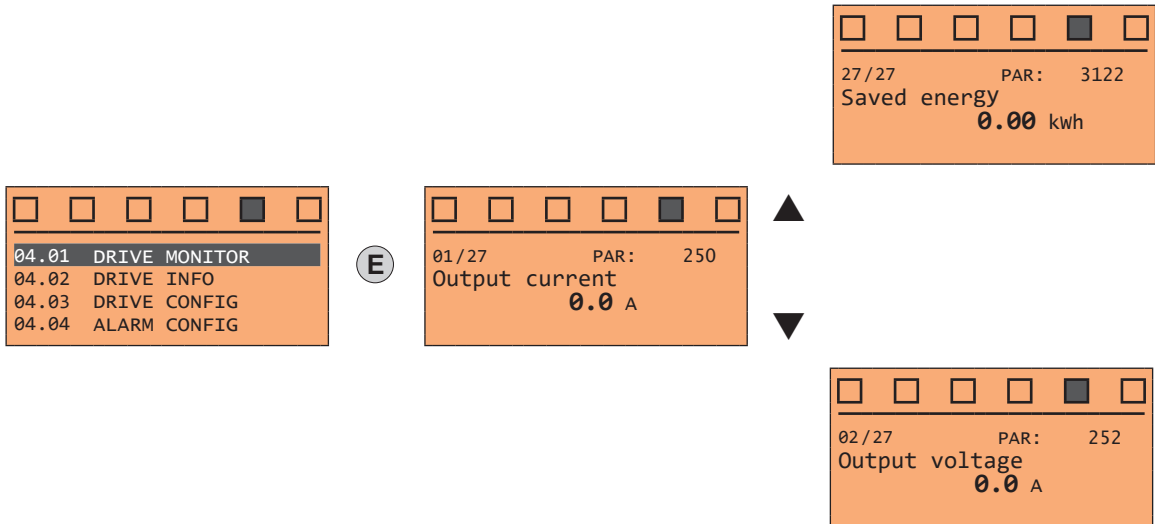 27/27 PAR: 3122
Saved energy
0.00 kWh
04.01 DRIVE MONITOR
04.02 DRIVE INFO
04.03 DRIVE CONFIG
04.04 ALARM CONFIG
E
01/27 PAR: 250
Output current
0.0 A
02/27 PAR: 252
Output voltage
0.0 A